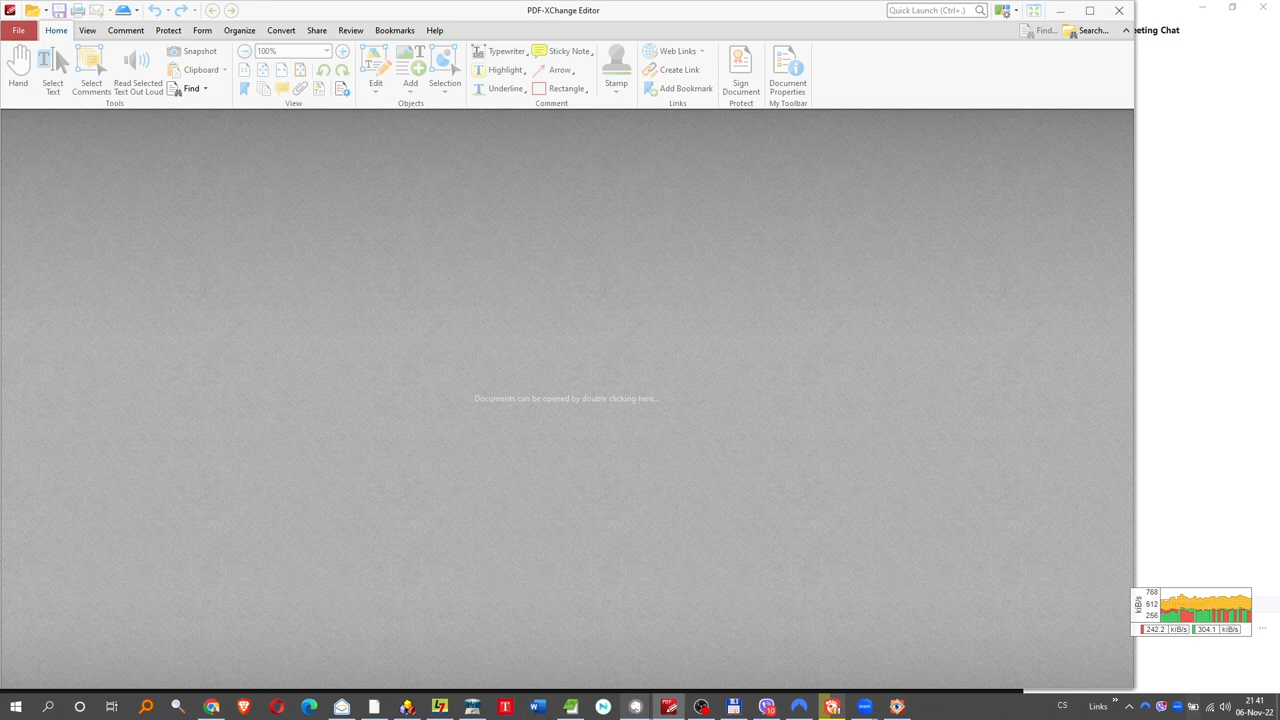 PDF-XChange Editor
Quick Launch (Ctrl+.)
File Home View Comment Protect Form Organize Convert Share Review Bookmarks Help
Find... Search...
eeting Chat
Hand
Select Text
Select Comments
Read Selected Text Out Loud
Snapshot
Clipboard
Find
Tools
100%
View
Edit
Add
Selection
Objects
Typewriter
Highlight
Underline
Sticky Note
Arrow
Rectangle
Stamp
Comment
Web Links
Create Link
Add Bookmark
Links
Sign Document
Protect
Document Properties
My Toolbar
Documents can be opened by double clicking here...
kiB/s
768
512
256
242.2 kiB/s 304.1 kiB/s
...
CS
Links
21 41
06-Nov-22